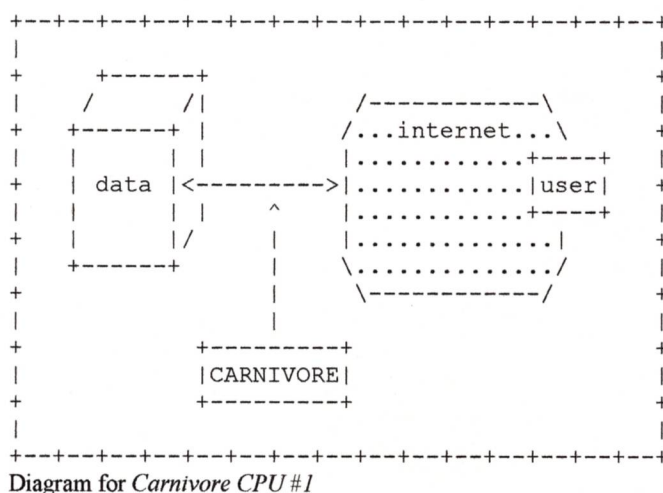 ...internet...
data
user
CARNIVORE
Diagram for Carnivore CPU #1